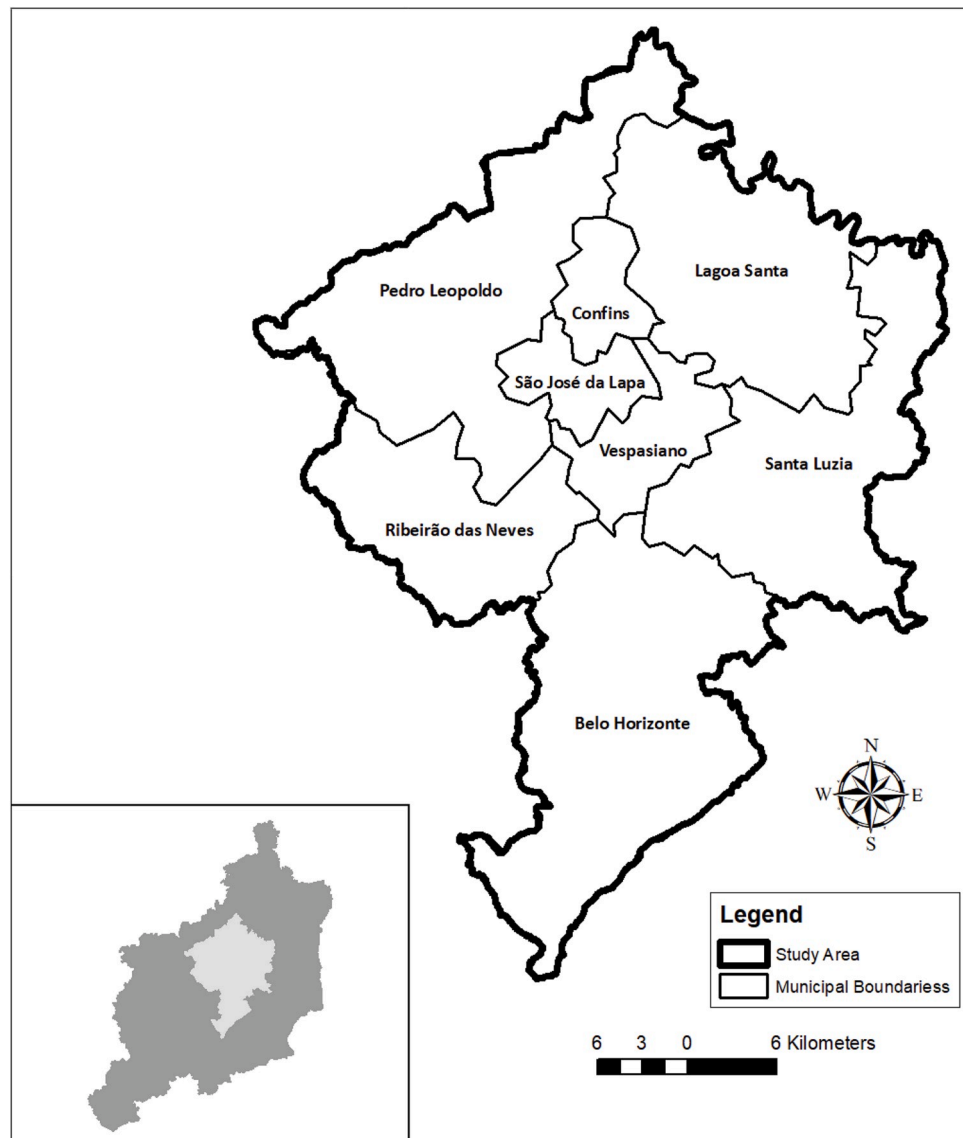 Lagoa Santa
Pedro Leopoldo
Confins
São José da Lapa
Vespasiano
Santa Luzia
Ribeirão das Neves
Belo Horizonte
N
W E
S
Legend
Study Area
Municipal Boundariess
6 3 0 6 Kilometers